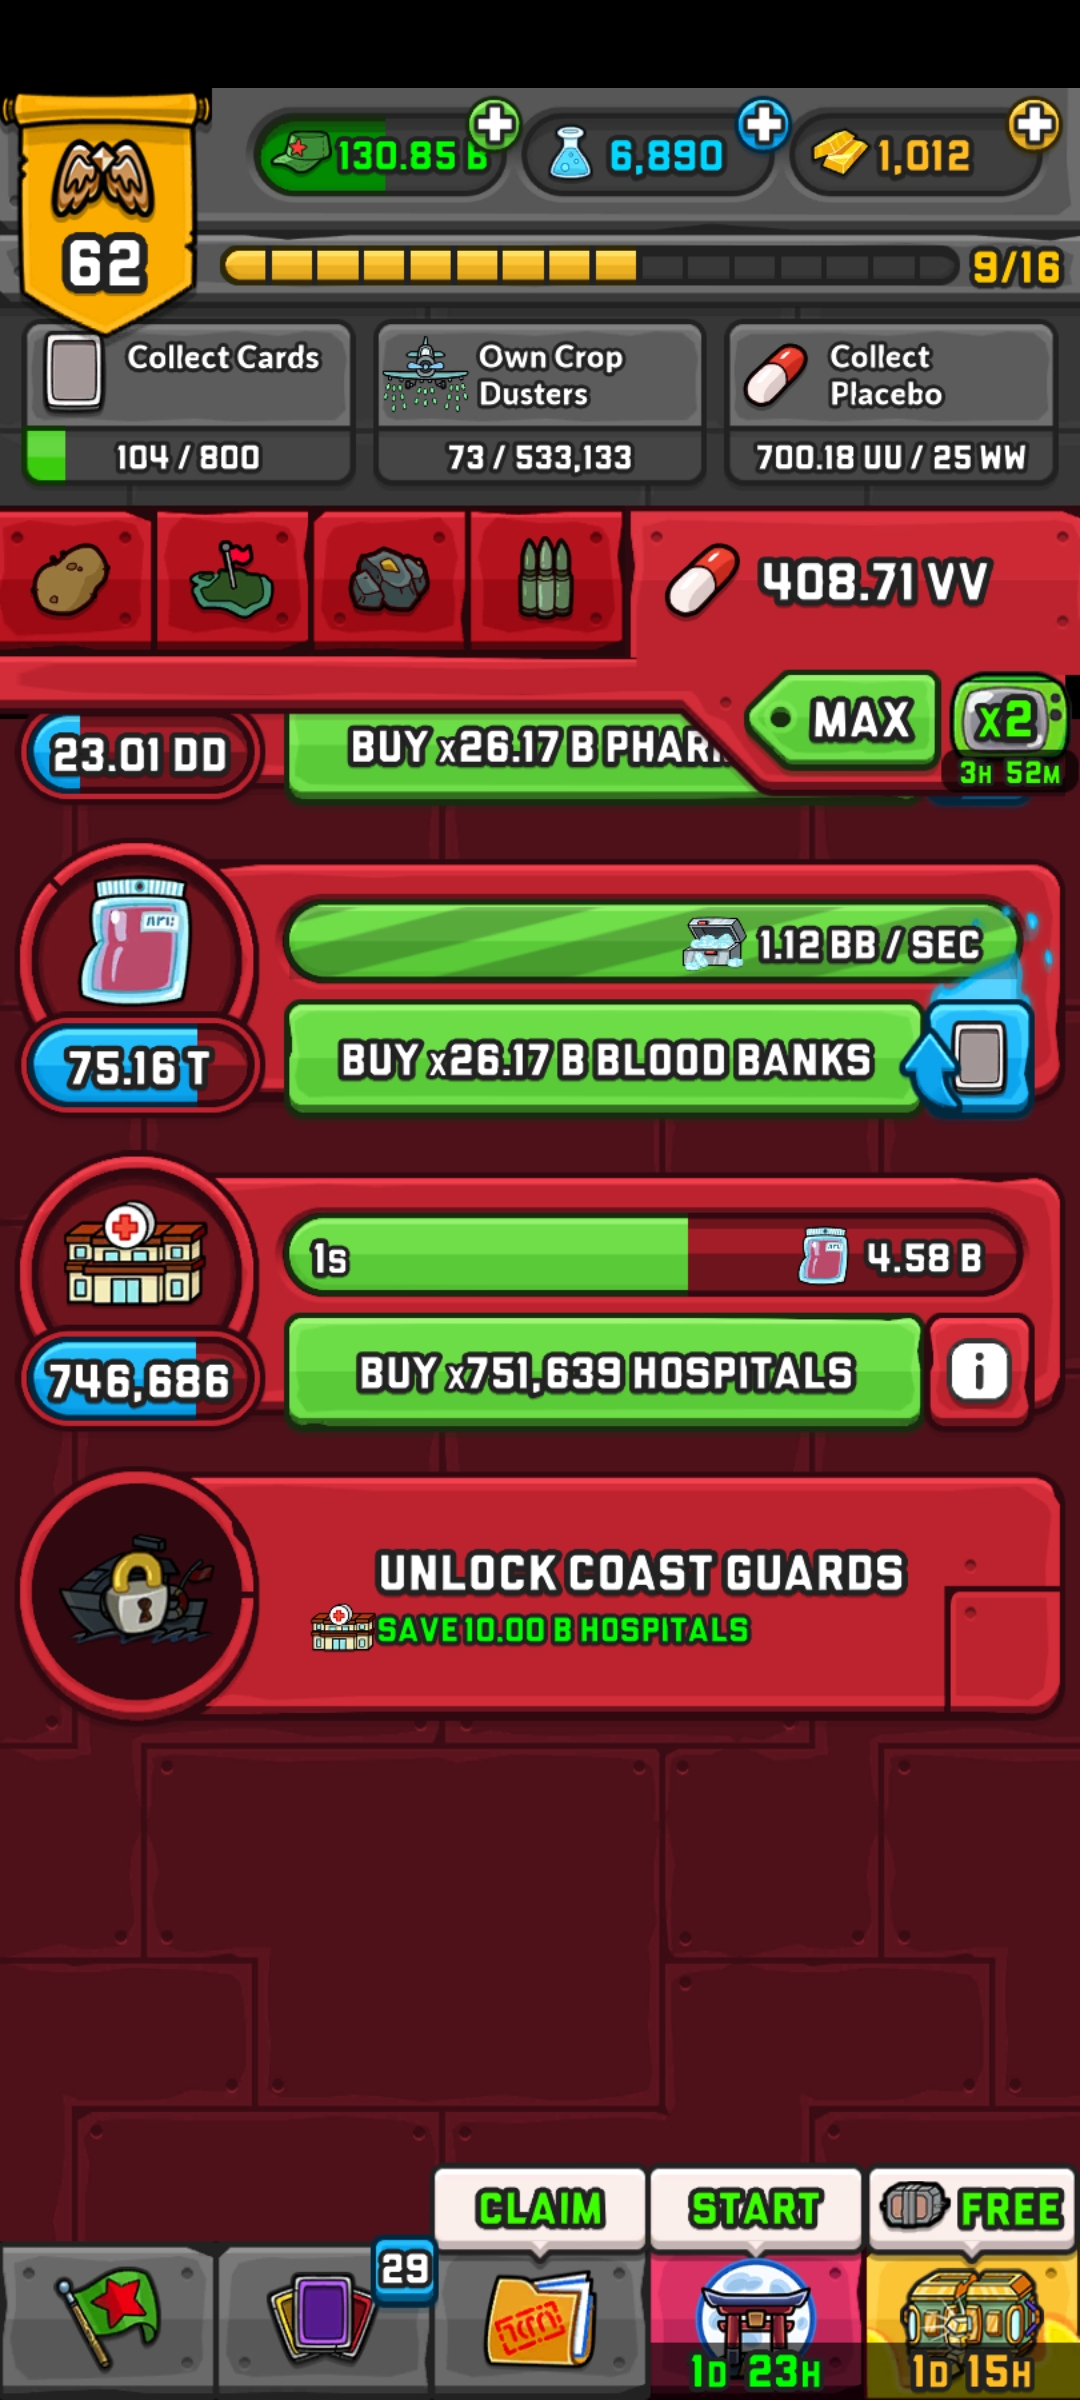 130.85 B
6,890
1,012
62
9/16
Collect Cards
104 / 800
Own Crop
Dusters
73 / 533,133
Collect
Placebo
700.18 UU / 25 WW
408.71 VV
MAX
x2
3H 52M
23.01 DD
BUY x26.17 B
1.12 BB / SEC
75.16 T
BUY x26.17 B BLOOD BANKS
1s
4.58 B
746,686
BUY x751,639 HOSPITALS
i
UNLOCK COAST GUARDS
SAVE 10.00 B HOSPITALS
CLAIM
START
FREE
29
1D 23H
1D 15H